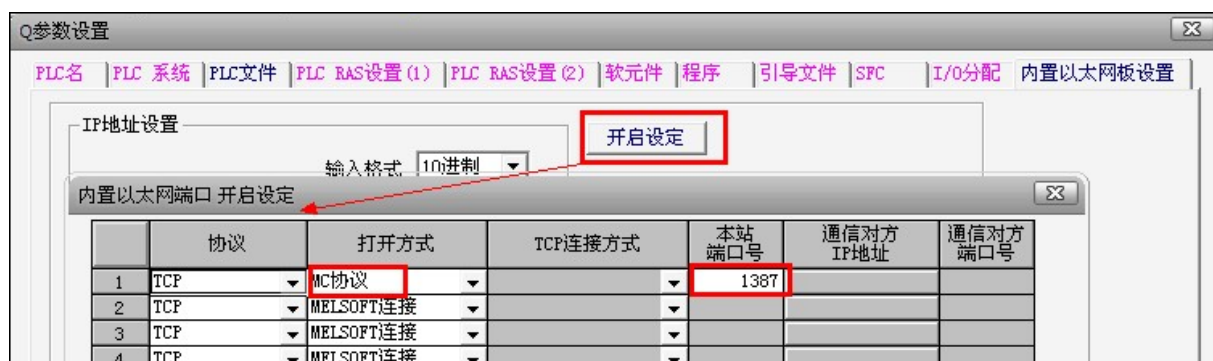 Q参数设置
PLC名 PLC 系统 PLC文件 PLC RAS设置(1) PLC RAS设置(2) 软元件 程序 引导文件 SFC I/O分配 内置以太网板设置
IP地址设置
开启设定
输入格式 10进制
内置以太网端口 开启设定
协议 打开方式 TCP连接方式 本站端口号 通信对方IP地址 通信对方端口号
1 TCP MC协议 1387
2 TCP MELSOFT连接
3 TCP MELSOFT连接
4 TCP MELSOFT连接